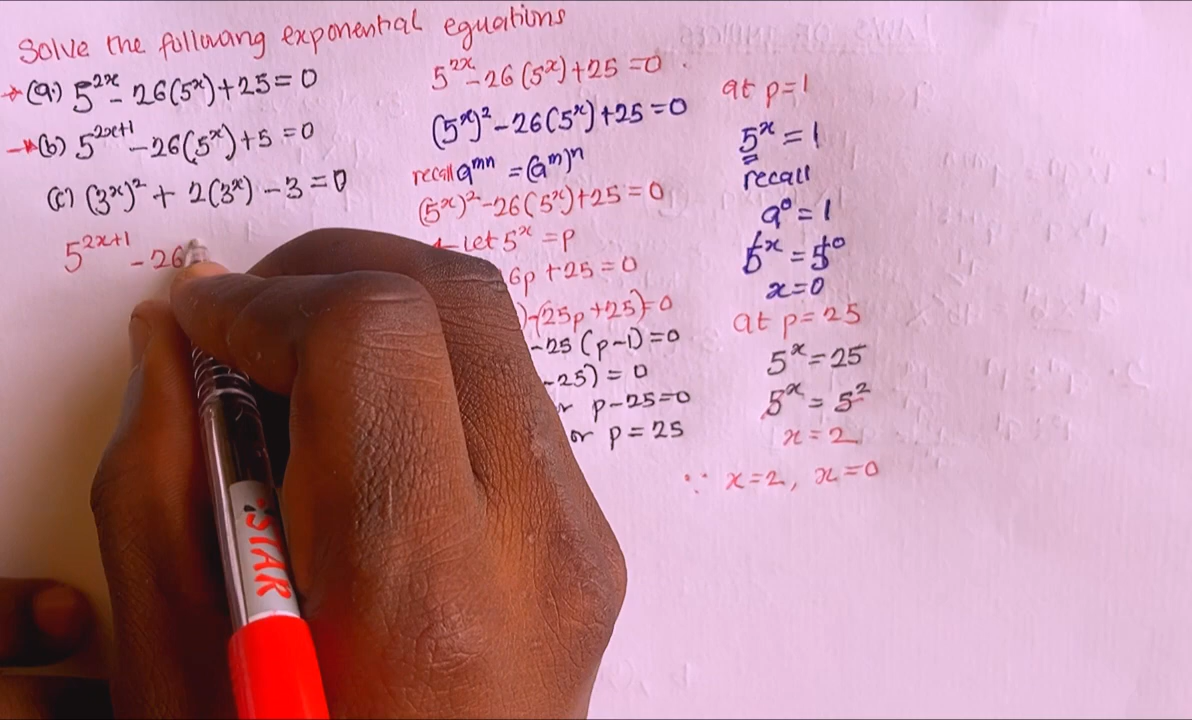 Solve the following exponential equations
(a) 5^{2x} - 26(5^x) + 25 = 0
(b) 5^{2x+1} - 26(5^x) + 5 = 0
(c) (3^x)^2 + 2(3^x) - 3 = 0
5^{2x+1} - 26
5^{2x} - 26(5^x) + 25 = 0
(5^x)^2 - 26(5^x) + 25 = 0
recall a^{mn} = (a^m)^n
(5^x)^2 - 26(5^x) + 25 = 0
Let 5^x = p
6p + 25 = 0
) - (25p + 25) = 0
- 25 (p - 1) = 0
- 25) = 0
p - 25 = 0
or p = 25
at p = 1
5^x = 1
recall
a^0 = 1
5^x = 5^0
x = 0
at p = 25
5^x = 25
5^x = 5^2
x = 2
∵ x = 2, x = 0
STAR